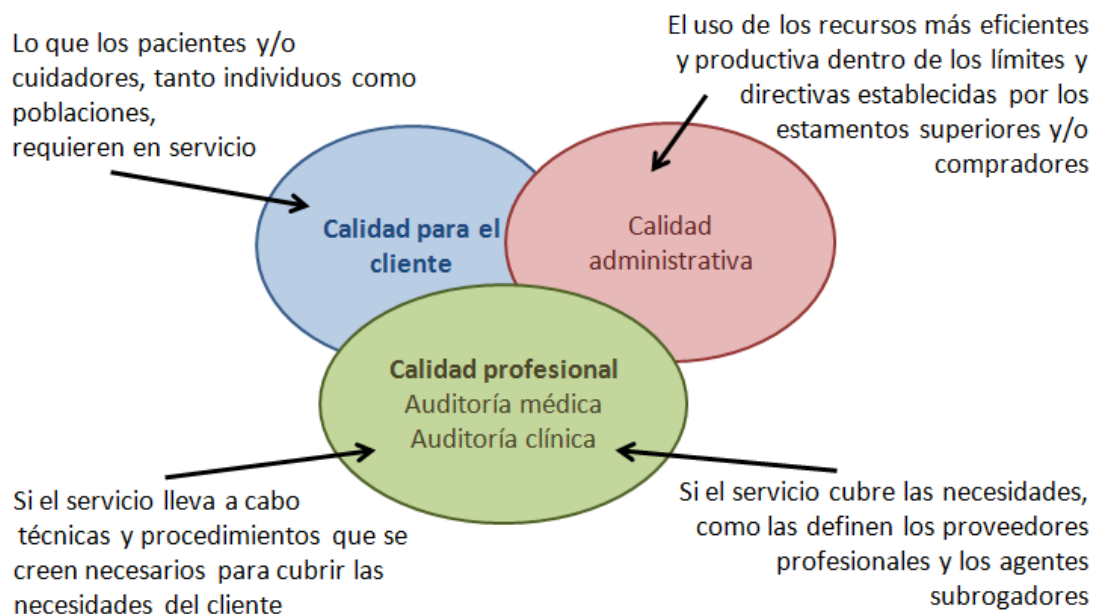 Lo que los pacientes y/o
cuidadores, tanto individuos como
poblaciones,
requieren en servicio
El uso de los recursos más eficientes
y productiva dentro de los límites y
directivas establecidas por los
estamentos superiores y/o
compradores
Calidad para el
cliente
Calidad
administrativa
Calidad profesional
Auditoría médica
Auditoría clínica
Si el servicio lleva a cabo
técnicas y procedimientos que se
creen necesarios para cubrir las
necesidades del cliente
Si el servicio cubre las necesidades,
como las definen los proveedores
profesionales y los agentes
subrogadores